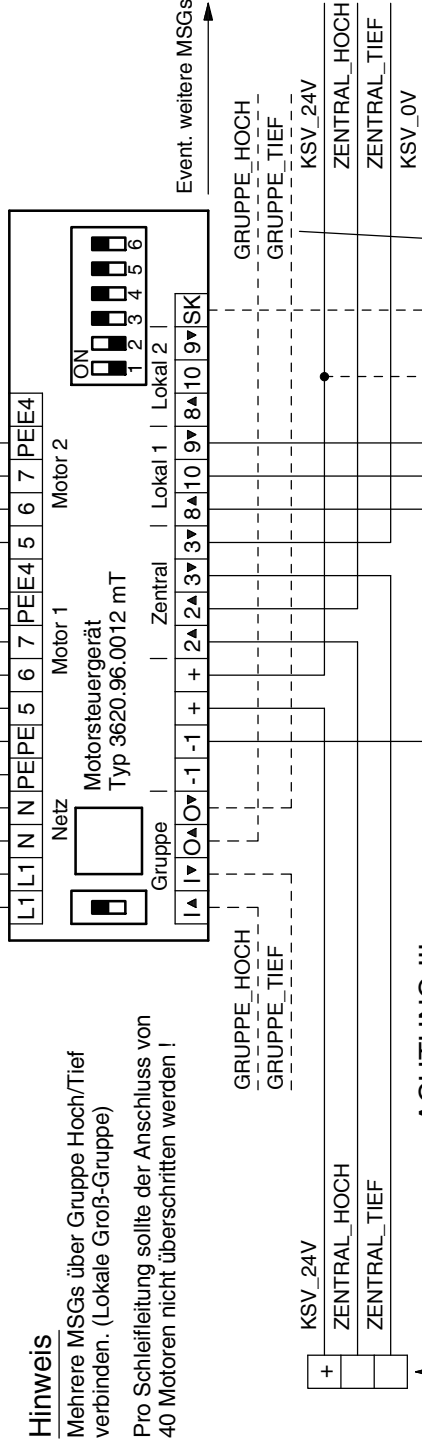 Hinweis
Mehrere MSGs über Gruppe Hoch/Tief
verbinden. (Lokale Groß-Gruppe)
Pro Schleifleitung sollte der Anschluss von
40 Motoren nicht überschritten werden !
L1 L1 N N PE PE 5 6 7 PE E4 5 6 7 PE E4
Netz Motor 1 Motor 2
Motorsteuergerät
Typ 3620.96.0012 mT
ON
1 2 3 4 5 6
Gruppe Zentral Lokal 1 Lokal 2
I▲ I▼ O▲ O▼ -1 -1 + + 2▲ 2▲ 3▼ 3▼ 8▲ 10 9▼ 8▲ 10 9▼ SK
Event. weitere MSGs
GRUPPE_HOCH
GRUPPE_TIEF
GRUPPE_HOCH
GRUPPE_TIEF
KSV_24V
ZENTRAL_HOCH
ZENTRAL_TIEF
+
KSV_24V
ZENTRAL_HOCH
ZENTRAL_TIEF
KSV_0V
ACHTUNG !!!